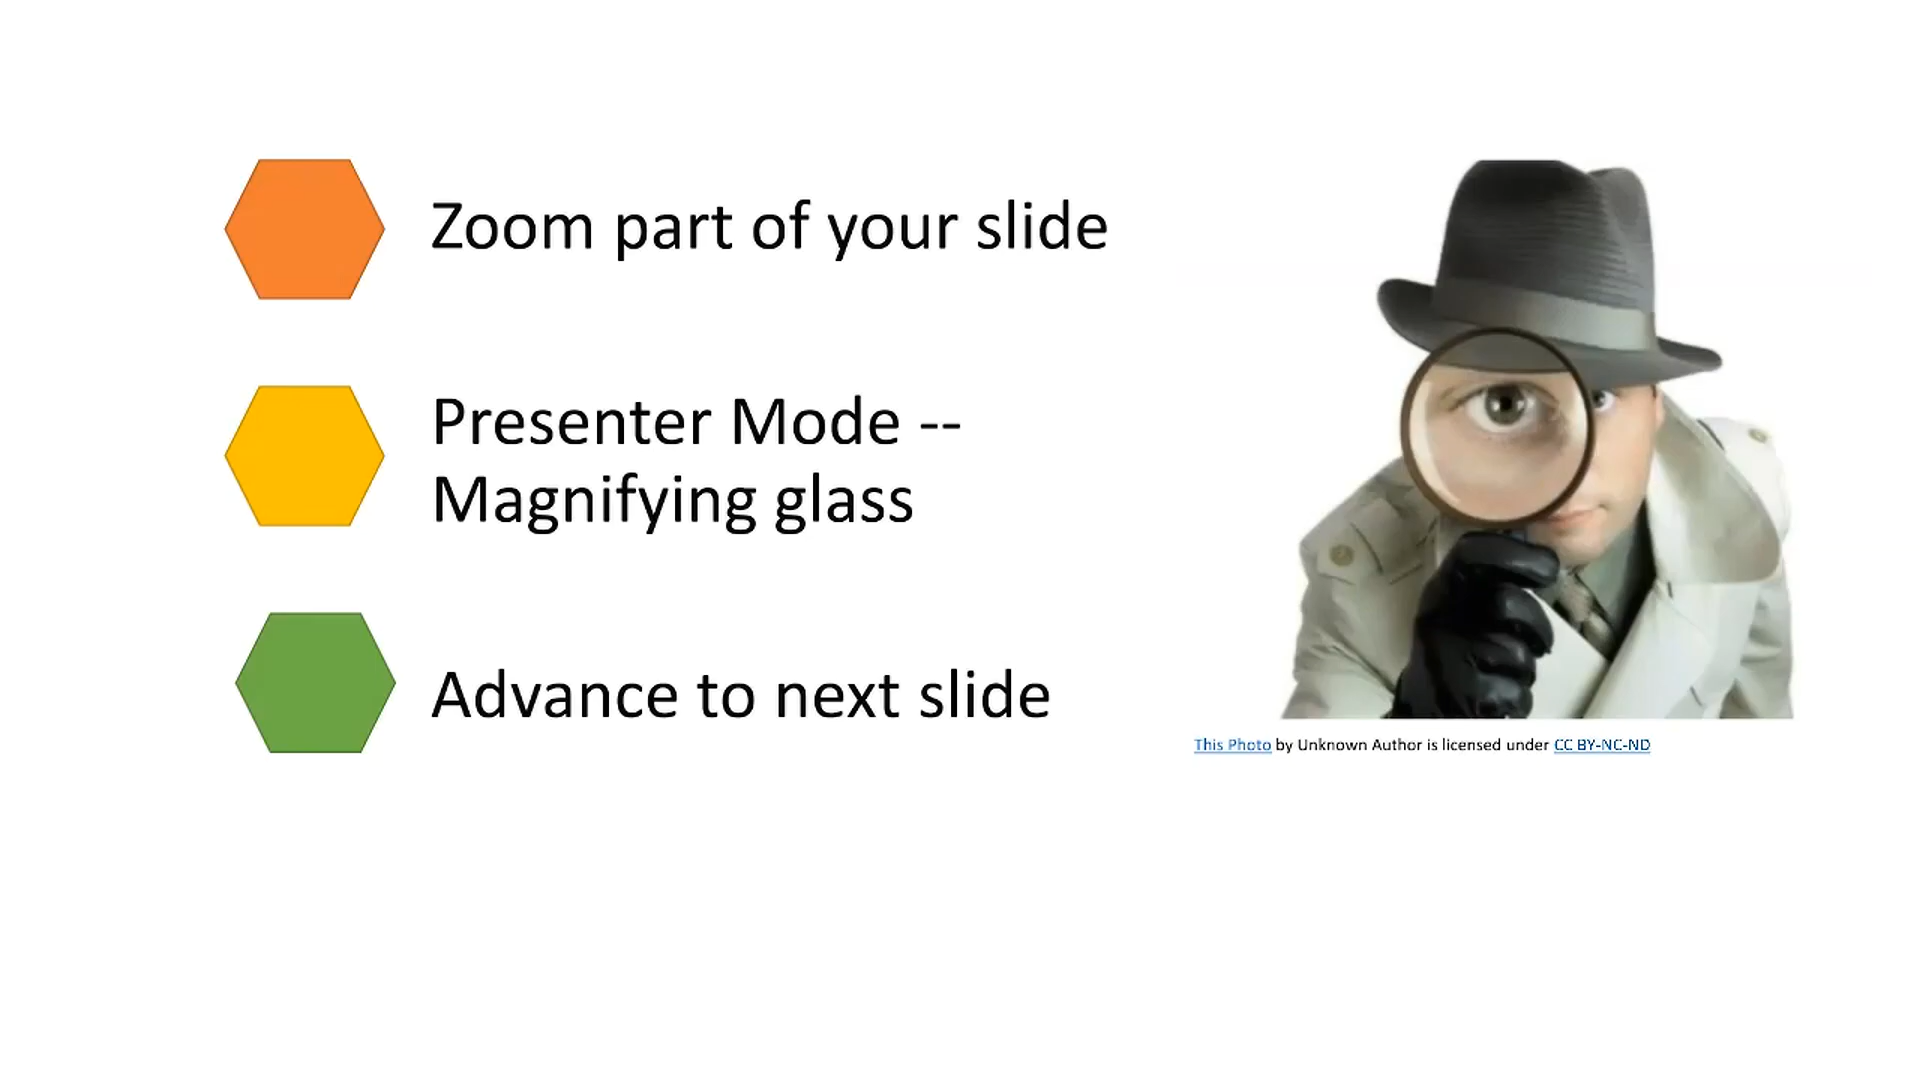 Zoom part of your slide
Presenter Mode --
Magnifying glass
Advance to next slide
This Photo by Unknown Author is licensed under CC BY-NC-ND